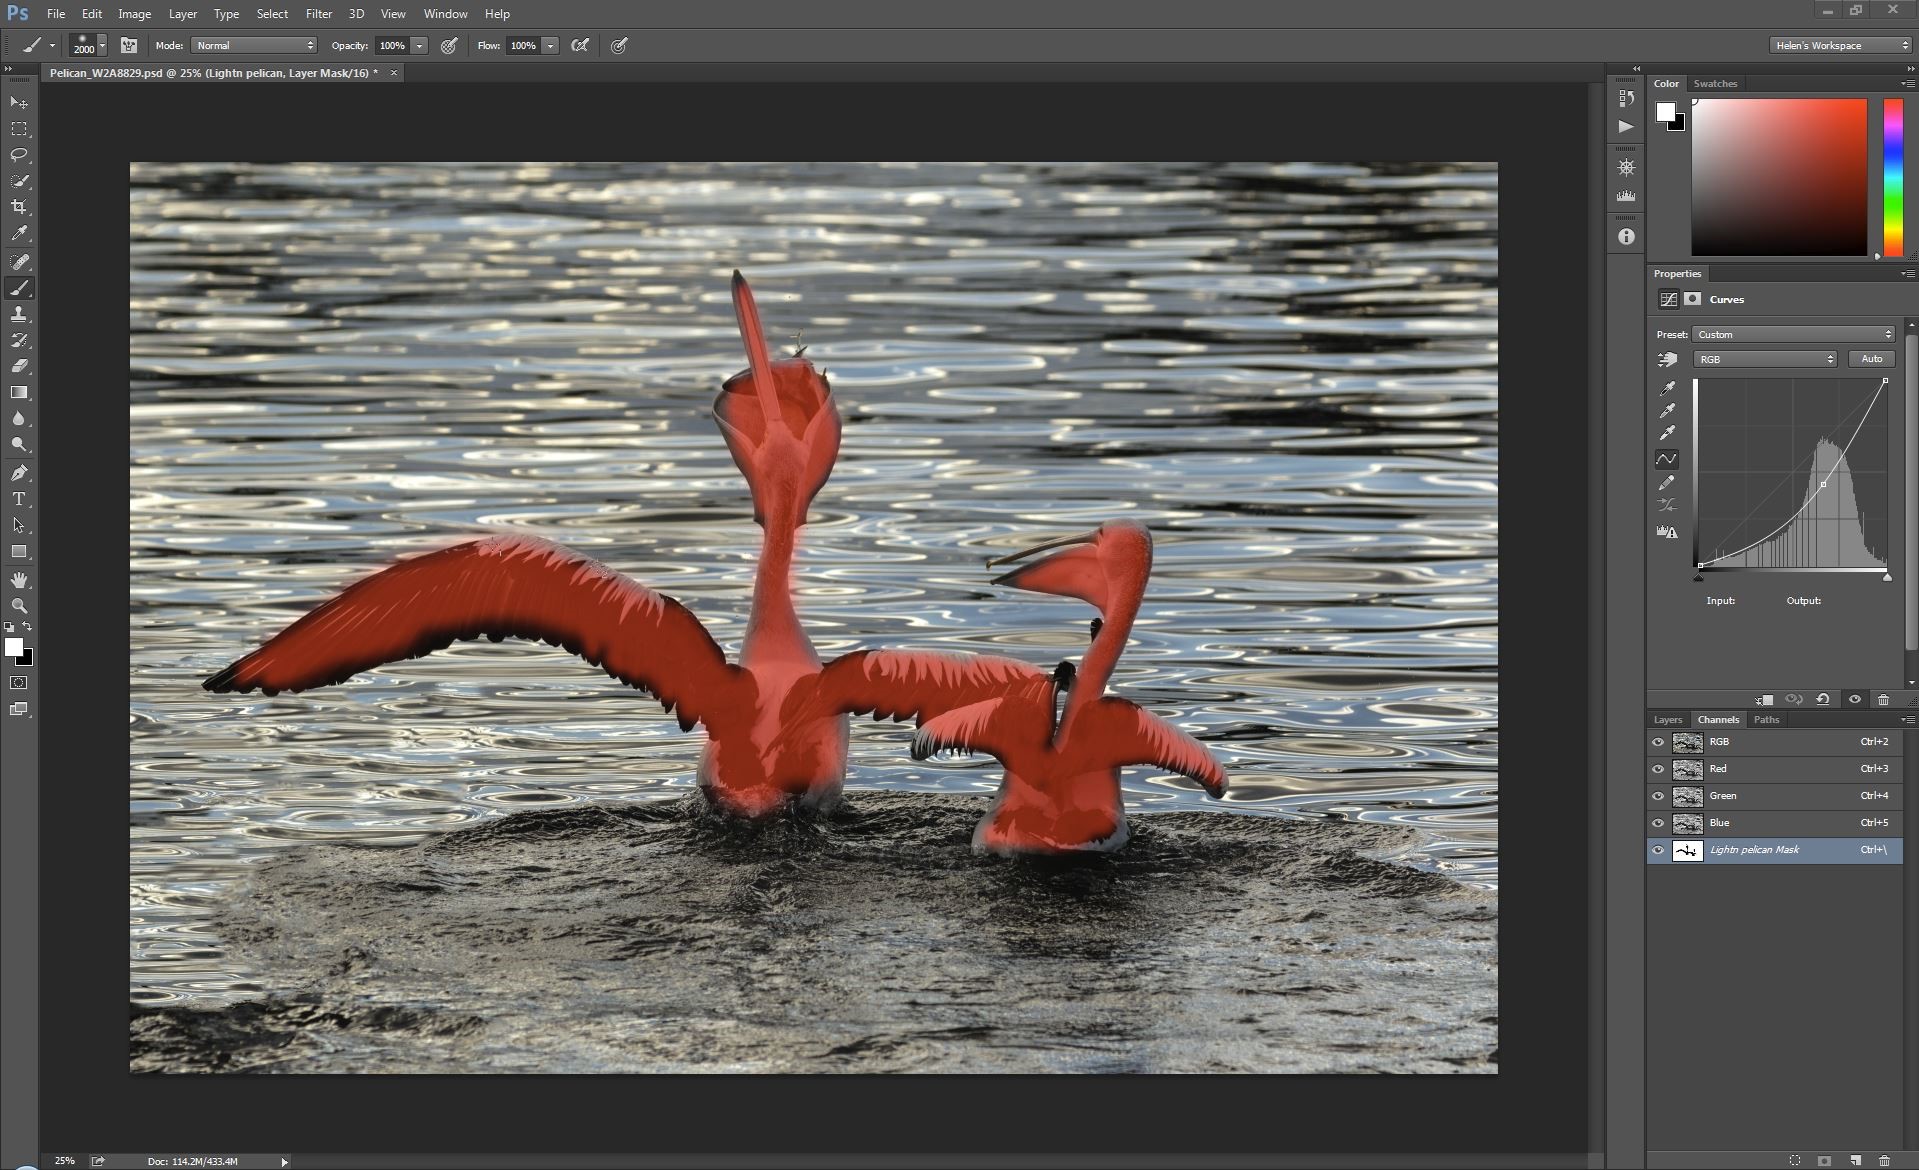 Ps File Edit Image Layer Type Select Filter 3D View Window Help
2000 Mode: Normal Opacity: 100% Flow: 100% Helen's Workspace
Pelican_W2A8829.psd @ 25% (Lightn pelican, Layer Mask/16) * ×
Color Swatches
Properties
Curves
Preset: Custom
RGB Auto
Input: Output:
Layers Channels Paths
RGB Ctrl+2
Red Ctrl+3
Green Ctrl+4
Blue Ctrl+5
Lightn pelican Mask Ctrl+\
25% Doc: 114.2M/433.4M